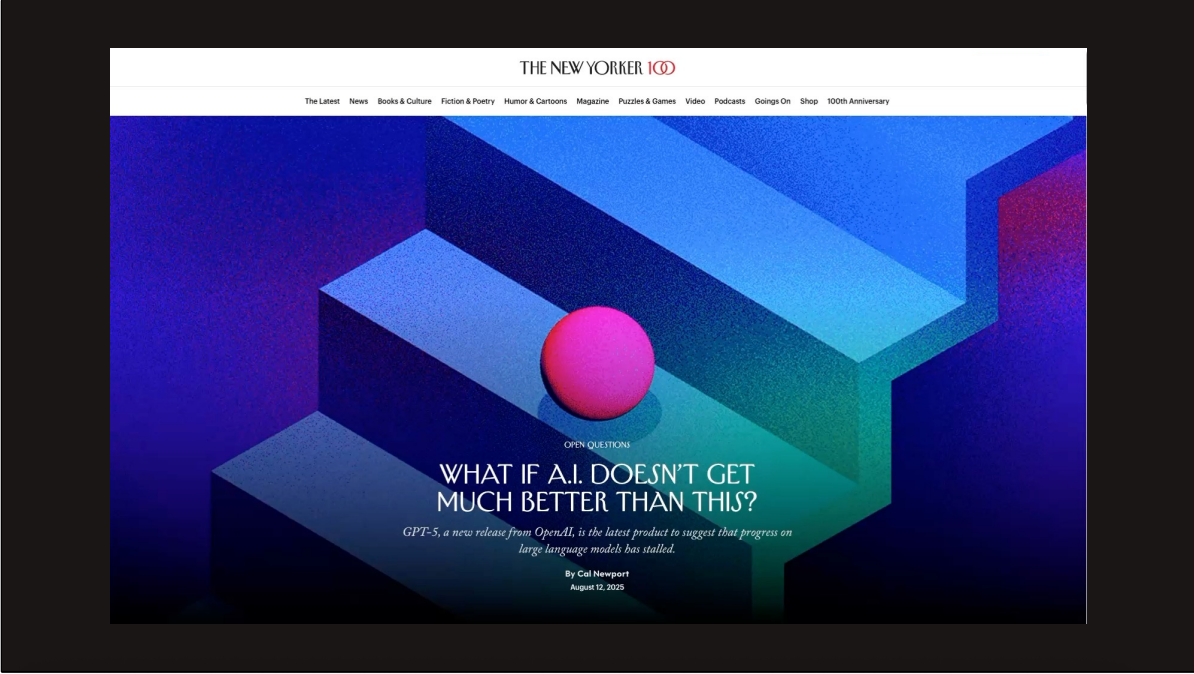 THE NEW YORKER 100
The Latest News Books & Culture Fiction & Poetry Humor & Cartoons Magazine Puzzles & Games Video Podcasts Goings On Shop 100th Anniversary
OPEN QUESTIONS
WHAT IF A.I. DOESN'T GET
MUCH BETTER THAN THIS?
GPT-5, a new release from OpenAI, is the latest product to suggest that progress on
large language models has stalled.
By Cal Newport
August 12, 2025